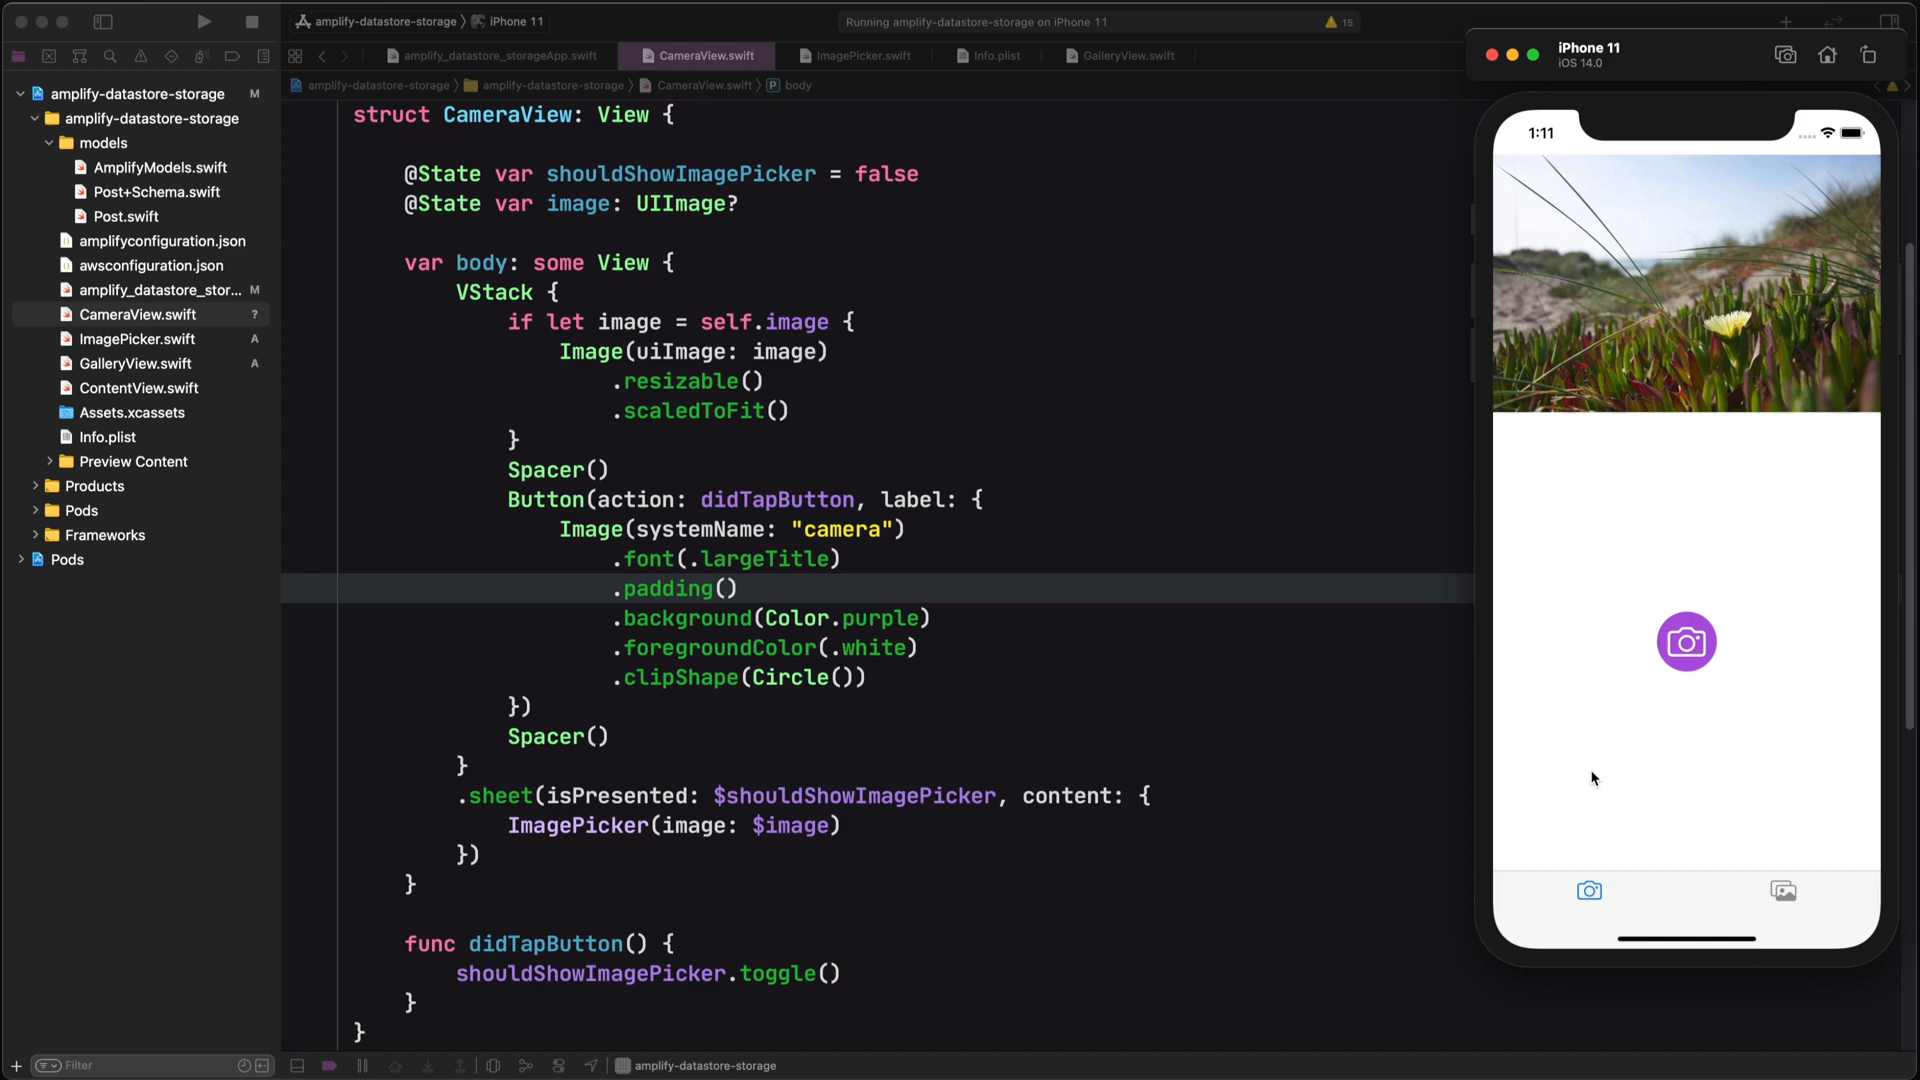 amplify-datastore-storage
iPhone 11
Running amplify-datastore-storage on iPhone 11
15
amplify_datastore_storageApp.swift
CameraView.swift
ImagePicker.swift
Info.plist
GalleryView.swift
amplify-datastore-storage
amplify-datastore-storage
CameraView.swift
P body
amplify-datastore-storage M
amplify-datastore-storage
models
AmplifyModels.swift
Post+Schema.swift
Post.swift
amplifyconfiguration.json
awsconfiguration.json
amplify_datastore_stor... M
CameraView.swift ?
ImagePicker.swift A
GalleryView.swift A
ContentView.swift
Assets.xcassets
Info.plist
Preview Content
Products
Pods
Frameworks
Pods
Filter
struct CameraView: View {
@State var shouldShowImagePicker = false
@State var image: UIImage?
var body: some View {
VStack {
if let image = self.image {
Image(uiImage: image)
.resizable()
.scaledToFit()
}
Spacer()
Button(action: didTapButton, label: {
Image(systemName: "camera")
.font(.largeTitle)
.padding()
.background(Color.purple)
.foregroundColor(.white)
.clipShape(Circle())
})
Spacer()
}
.sheet(isPresented: $shouldShowImagePicker, content: {
ImagePicker(image: $image)
})
}
func didTapButton() {
shouldShowImagePicker.toggle()
}
}
amplify-datastore-storage
iPhone 11
iOS 14.0
1:11